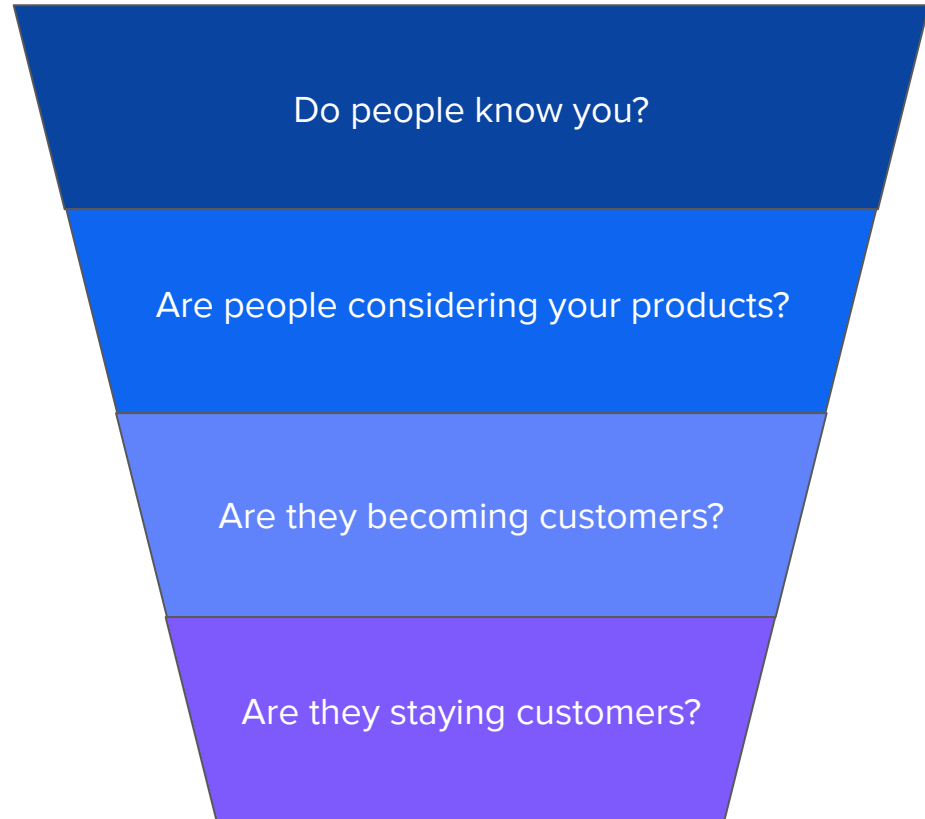 Do people know you?
Are people considering your products?
Are they becoming customers?
Are they staying customers?